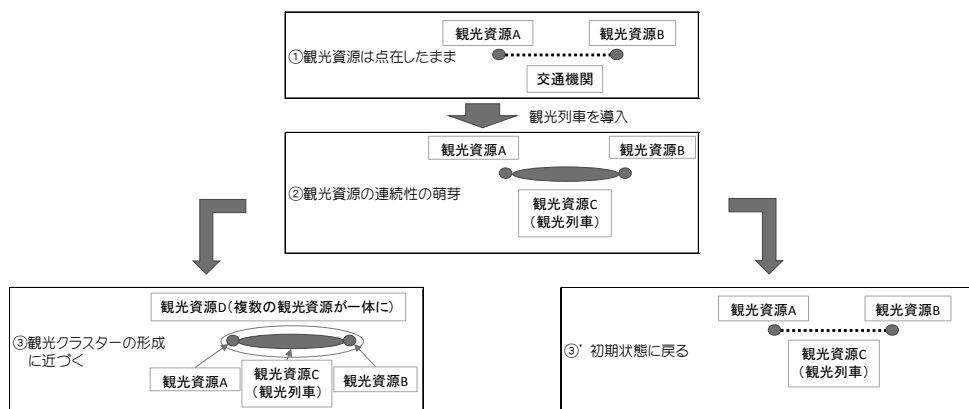 観光資源A
観光資源B
①観光資源は点在したまま
交通機関
観光列車を導入
観光資源A
観光資源B
②観光資源の連続性の萌芽
観光資源C
(観光列車)
観光資源D(複数の観光資源が一体に)
③観光クラスターの形成
に近づく
観光資源A
観光資源C
(観光列車)
観光資源B
観光資源A
観光資源B
③’初期状態に戻る
観光資源C
(観光列車)